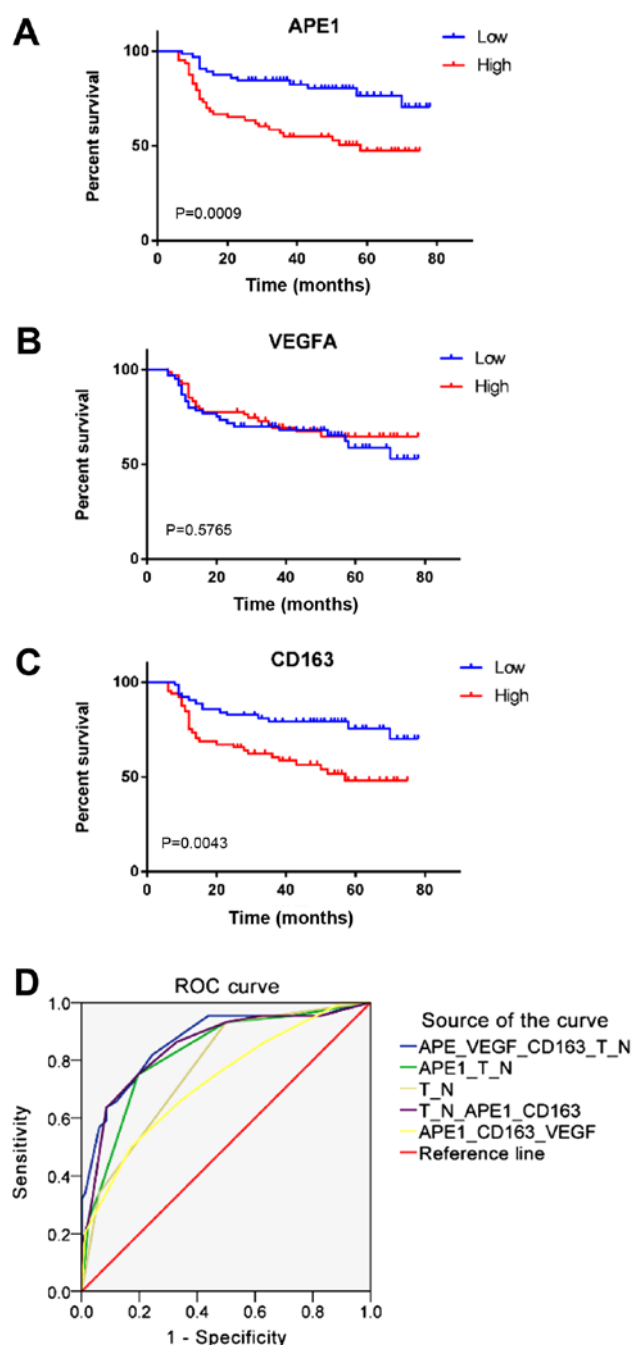 A
APE1
Low
High
Percent survival
100
50
0
P=0.0009
0 20 40 60 80
Time (months)
B
VEGFA
Low
High
Percent survival
100
50
0
P=0.5765
0 20 40 60 80
Time (months)
C
CD163
Low
High
Percent survival
100
50
0
P=0.0043
0 20 40 60 80
Time (months)
D
ROC curve
Sensitivity
1.0
0.8
0.6
0.4
0.2
0.0
0.0 0.2 0.4 0.6 0.8 1.0
1 - Specificity
Source of the curve
APE_VEGF_CD163_T_N
APE1_T_N
T_N
T_N_APE1_CD163
APE1_CD163_VEGF
Reference line